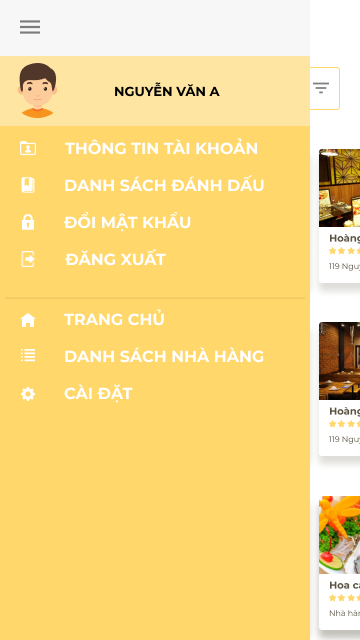 NGUYỄN VĂN A
THÔNG TIN TÀI KHOẢN
DANH SÁCH ĐÁNH DẤU
ĐỔI MẬT KHẨU
ĐĂNG XUẤT
TRANG CHỦ
DANH SÁCH NHÀ HÀNG
CÀI ĐẶT
Hoàng
119 Nguy
Hoàng
119 Nguy
Hoa cá
Nhà hàn